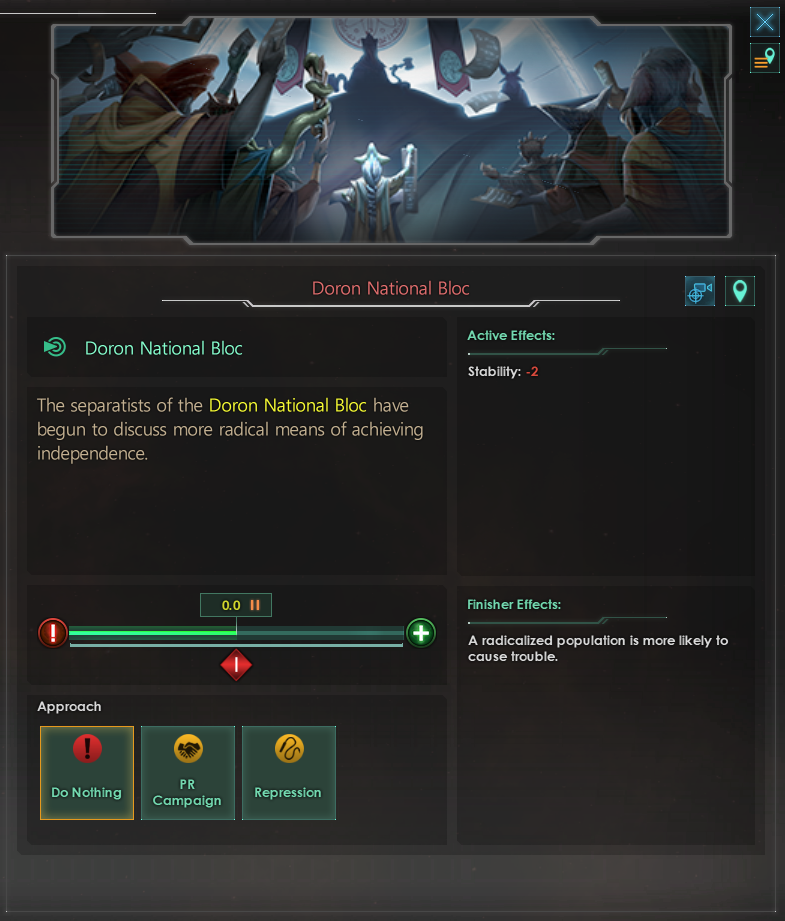 Doron National Bloc
Doron National Bloc
The separatists of the Doron National Bloc have
begun to discuss more radical means of achieving
independence.
Active Effects:
Stability: -2
0.0
Finisher Effects:
A radicalized population is more likely to
cause trouble.
Approach
Do Nothing
PR
Campaign
Repression